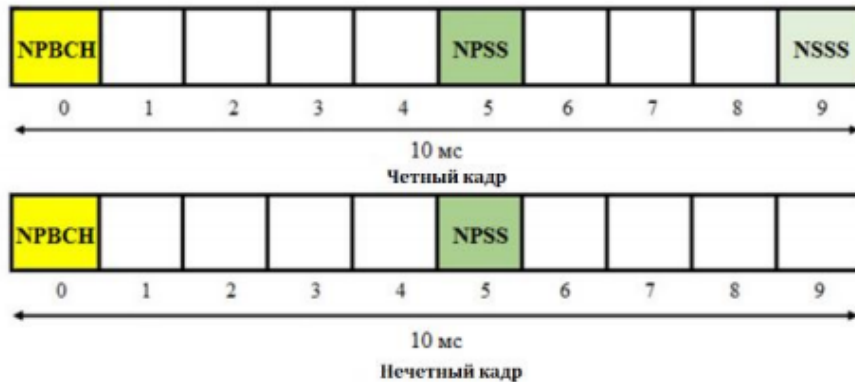 NPBCH NPSS NSSS
0 1 2 3 4 5 6 7 8 9
10 мс
Четный кадр
NPBCH NPSS
0 1 2 3 4 5 6 7 8 9
10 мс
Нечетный кадр